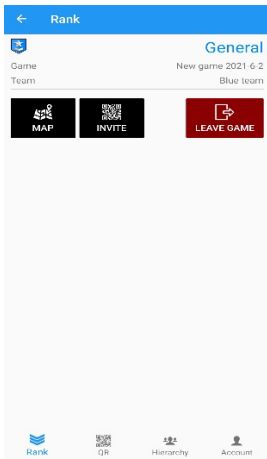 Rank
General
Game New game 2021-6-2
Team Blue team
MAP INVITE LEAVE GAME
Rank QR Hierarchy Account